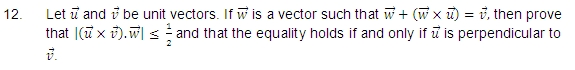 12. Let u⃗ and v⃗ be unit vectors. If w⃗ is a vector such that w⃗ + (w⃗ × u⃗) = v⃗, then prove
that |(u⃗ × v⃗).w⃗| ≤ 1/2 and that the equality holds if and only if u⃗ is perpendicular to
v⃗.